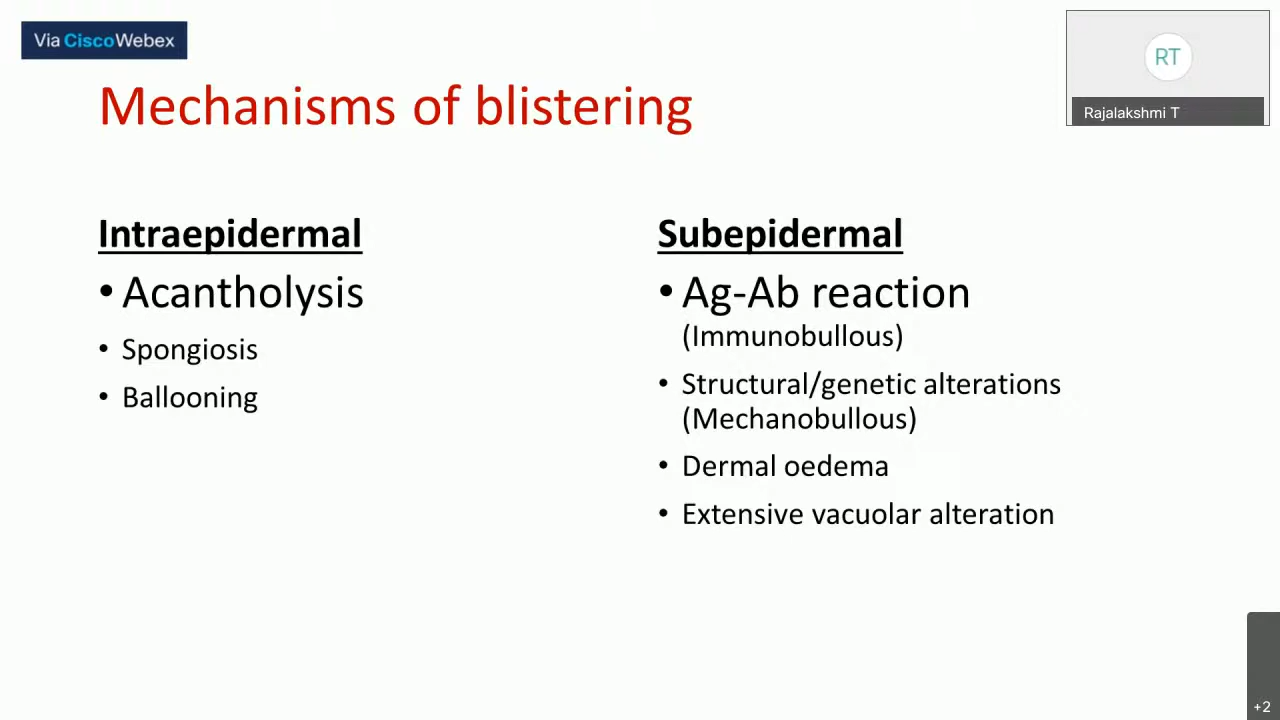 Via CiscoWebex
RT
Rajalakshmi T
Mechanisms of blistering
Intraepidermal
• Acantholysis
• Spongiosis
• Ballooning
Subepidermal
• Ag-Ab reaction
(Immunobullous)
• Structural/genetic alterations
(Mechanobullous)
• Dermal oedema
• Extensive vacuolar alteration
+2